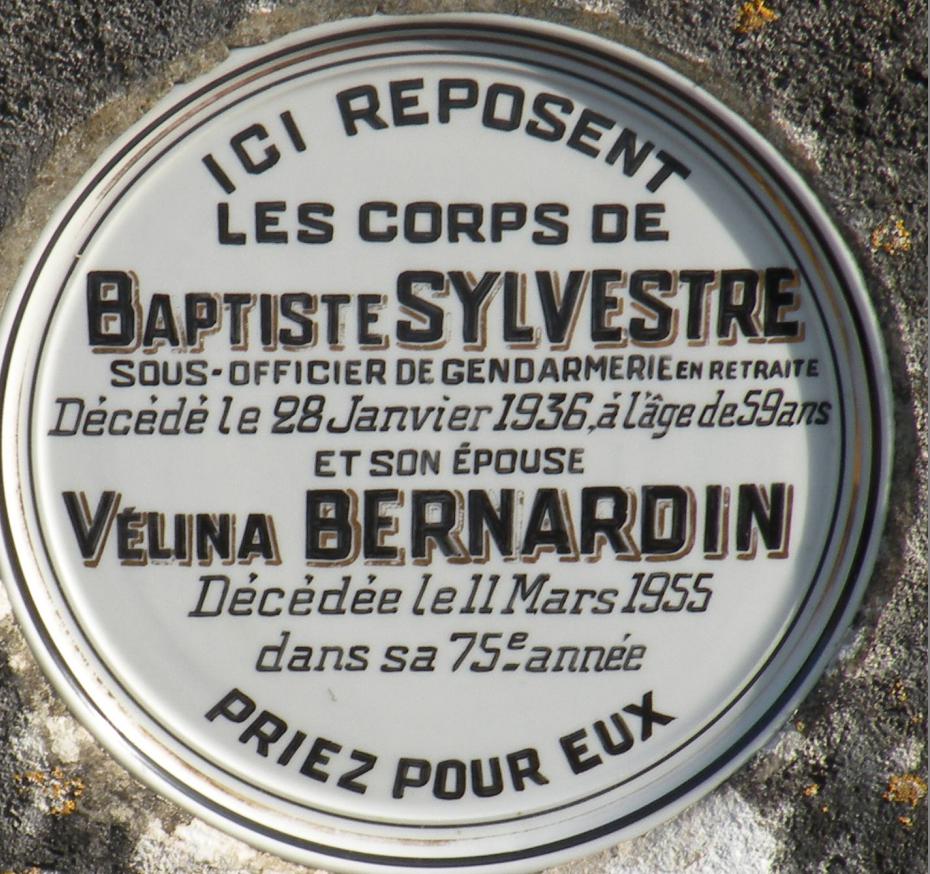 ICI REPOSENT
LES CORPS DE
BAPTISTE SYLVESTRE
SOUS-OFFICIER DE GENDARMERIE EN RETRAITE
Décédé le 28 Janvier 1936, à l'âge de 59 ans
ET SON ÉPOUSE
VÉLINA BERNARDIN
Décédée le 11 Mars 1955
dans sa 75e année
PRIEZ POUR EUX